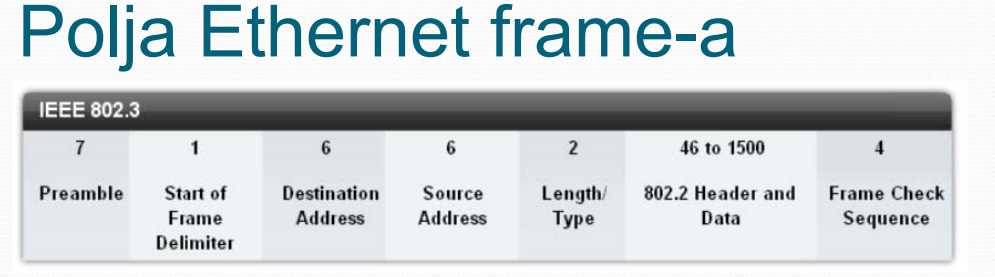 Polja Ethernet frame-a
IEEE 802.3
7 1 6 6 2 46 to 1500 4
Preamble Start of Destination Source Length/ 802.2 Header and Frame Check
Frame Address Address Type Data Sequence
Delimiter